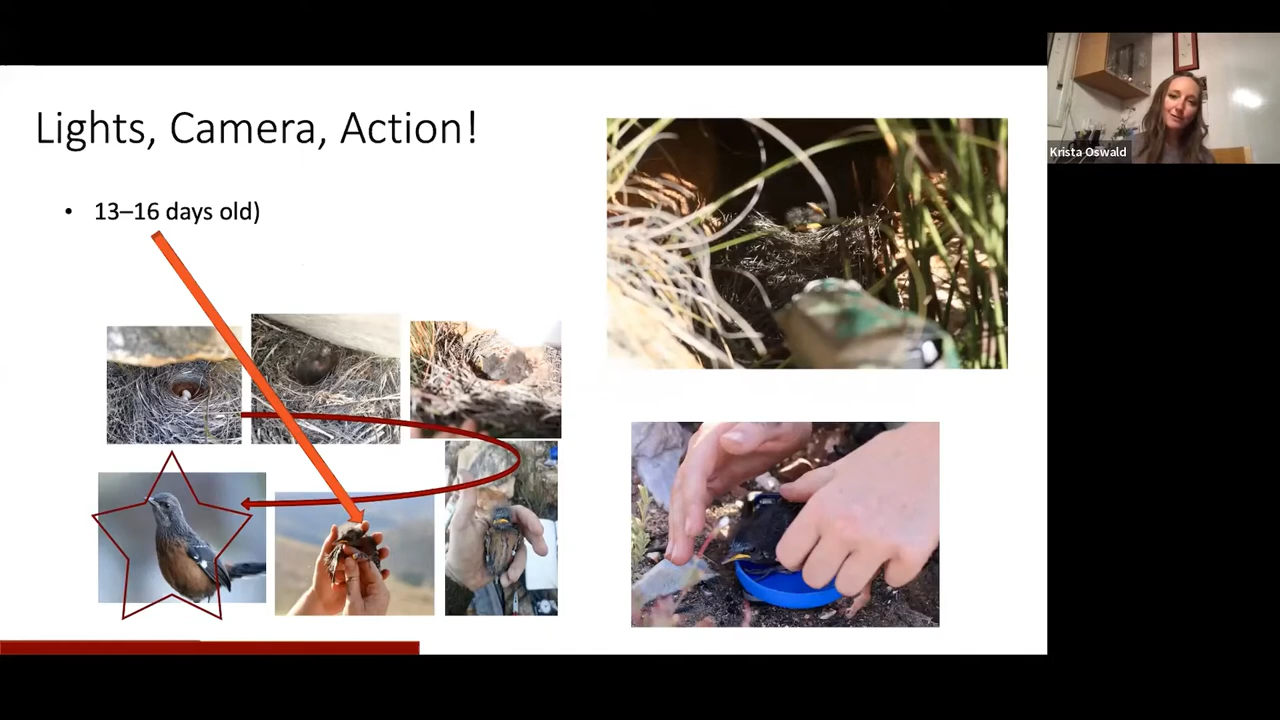 Lights, Camera, Action!
• 13–16 days old)
Krista Oswald